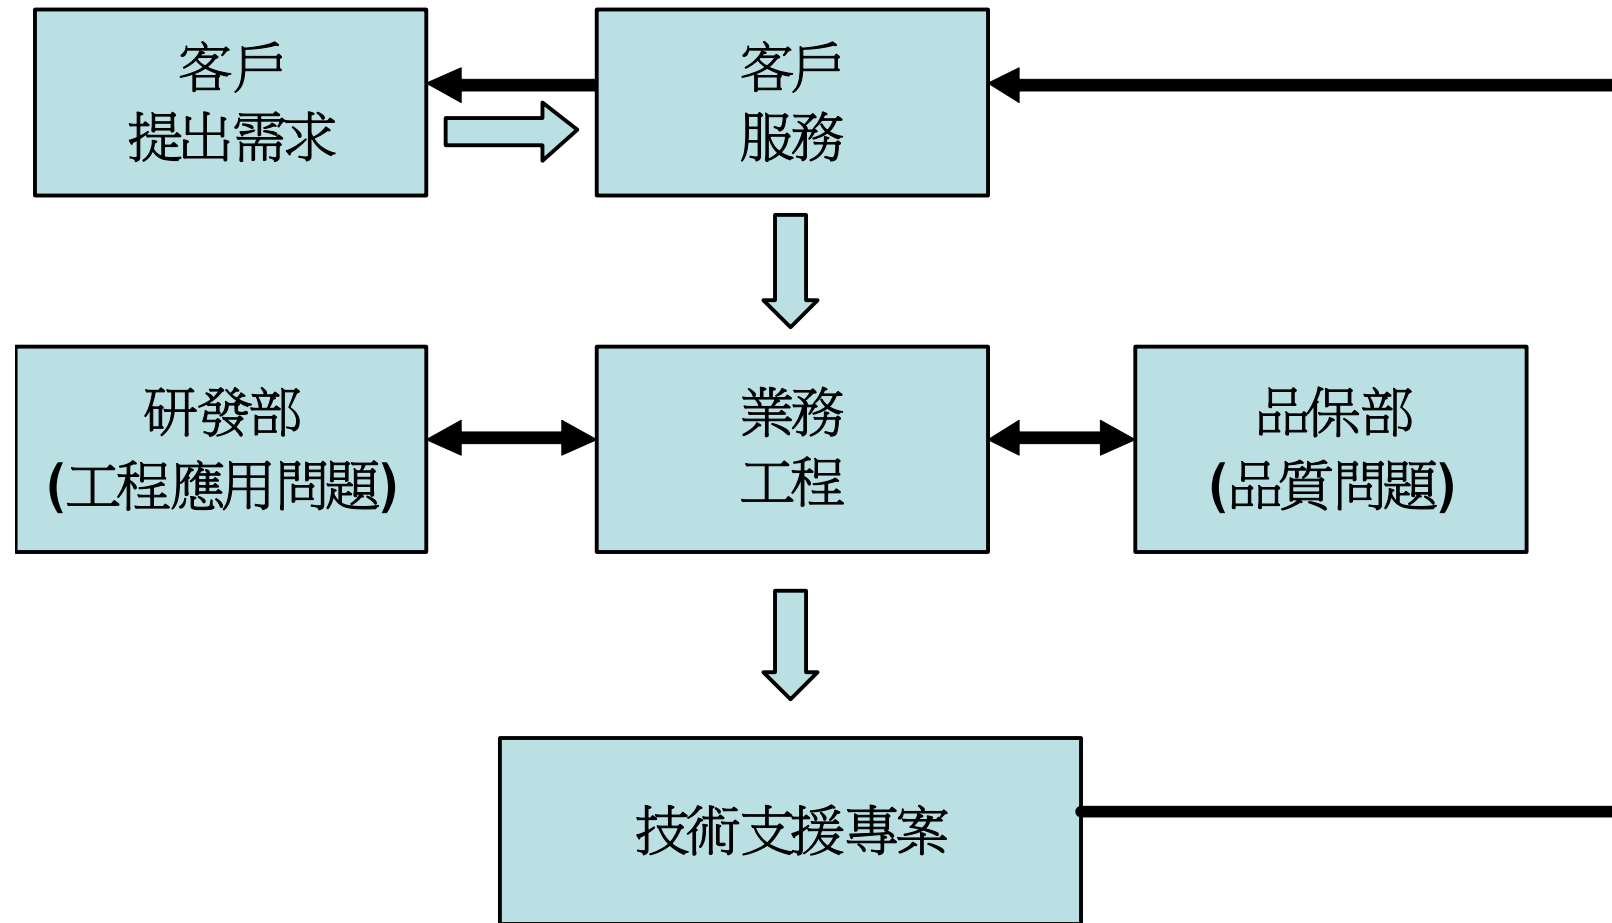 客戶
提出需求
客戶
服務
研發部
(工程應用問題)
業務
工程
品保部
(品質問題)
技術支援專案